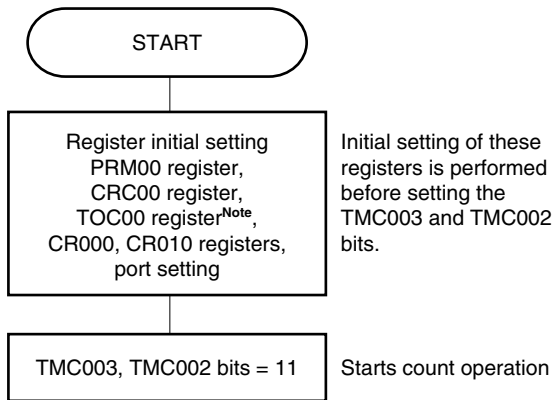 START
Register initial setting
PRM00 register,
CRC00 register,
TOC00 registerNote,
CR000, CR010 registers,
port setting
Initial setting of these
registers is performed
before setting the
TMC003 and TMC002
bits.
TMC003, TMC002 bits = 11
Starts count operation